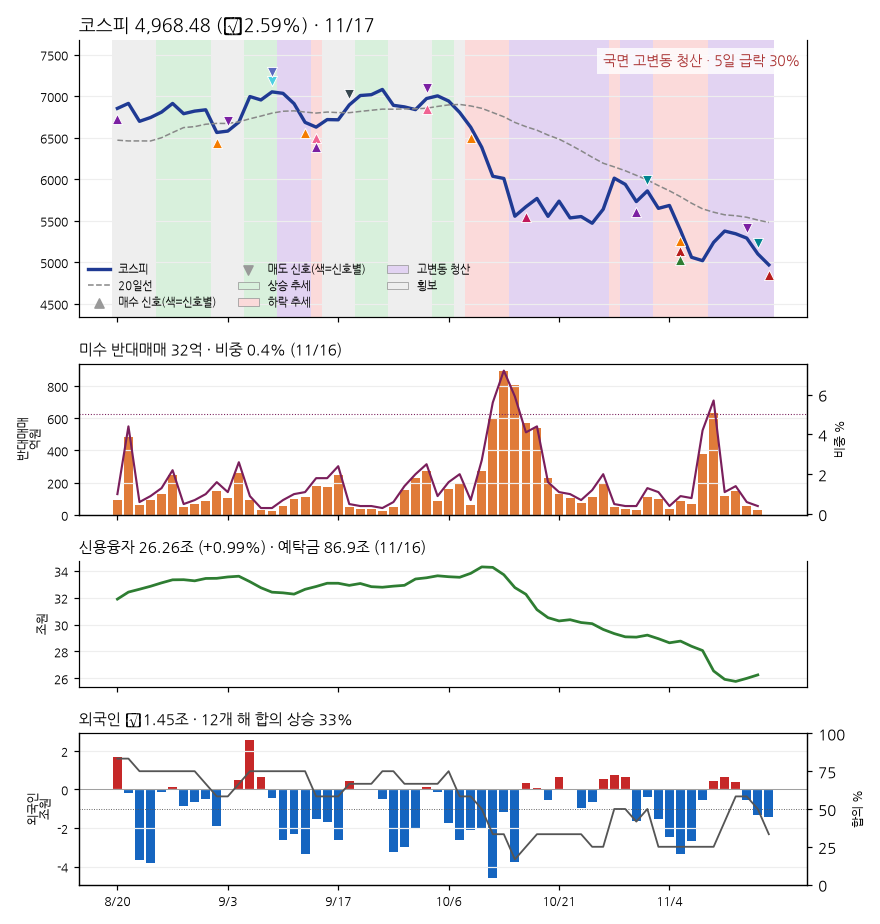 코스피 4,968.48 (√2.59%) · 11/17
국면 고변동 청산 · 5일 급락 30%
7500
7000
6500
6000
5500
5000
4500
코스피
20일선
매수 신호(색=신호별)
매도 신호(색=신호별)
상승 추세
하락 추세
고변동 청산
횡보
미수 반대매매 32억 · 비중 0.4% (11/16)
반대매매
억원
800
600
400
200
0
6
4
2
0
비중 %
신용융자 26.26조 (+0.99%) · 예탁금 86.9조 (11/16)
조원
34
32
30
28
26
외국인 √1.45조 · 12개 해 합의 상승 33%
외국인
조원
2
0
-2
-4
100
75
50
25
0
합의 %
8/20
9/3
9/17
10/6
10/21
11/4